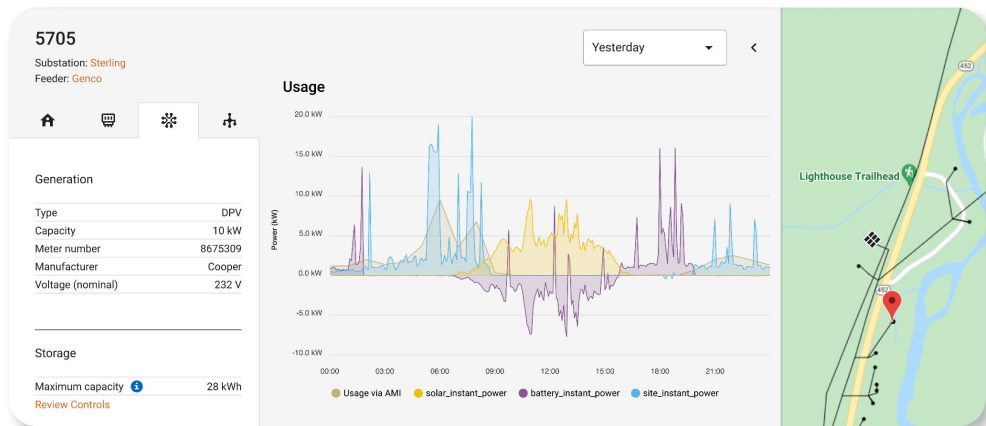 5705
Substation: Sterling
Feeder: Genco
Yesterday
Generation
Type DPV
Capacity 10 kW
Meter number 8675309
Manufacturer Cooper
Voltage (nominal) 232 V
Storage
Maximum capacity 28 kWh
Review Controls
Usage
Power (kW)
20.0 kW
15.0 kW
10.0 kW
5.0 kW
0.0 kW
-5.0 kW
-10.0 kW
00:00 03:00 06:00 09:00 12:00 15:00 18:00 21:00
Usage via AMI solar_instant_power battery_instant_power site_instant_power
452
Lighthouse Trailhead
452